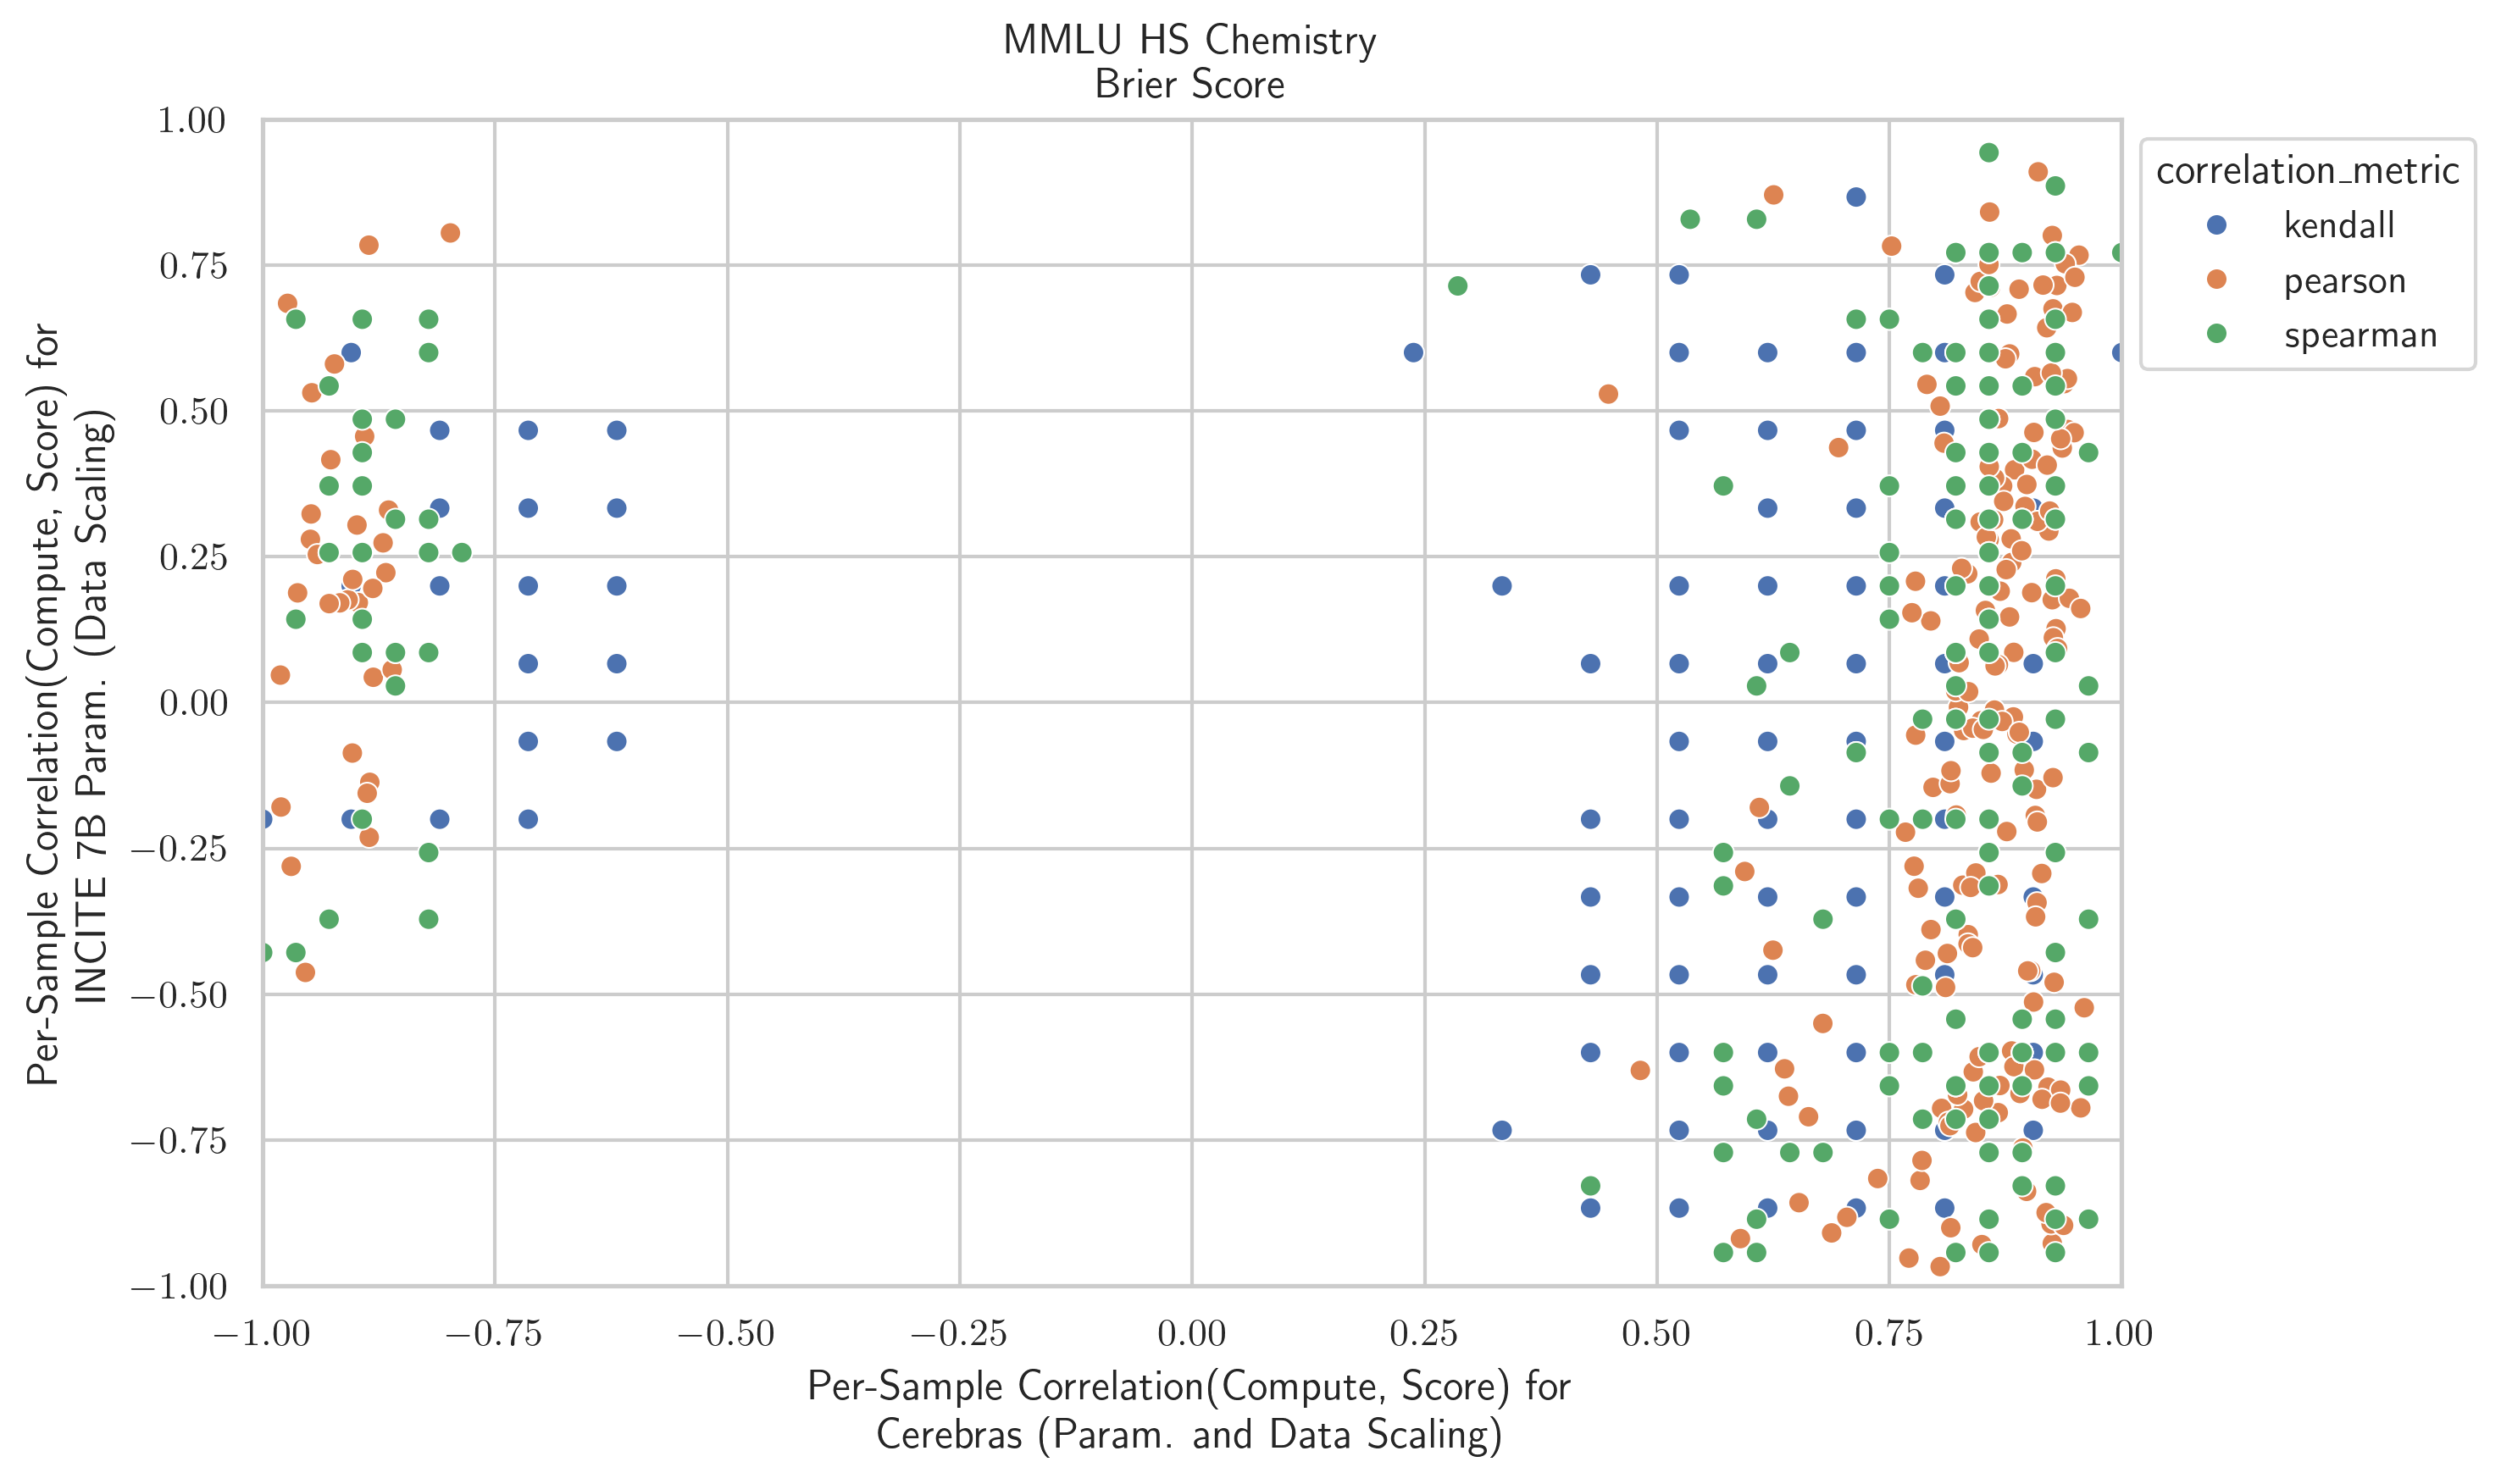 MMLU HS Chemistry
Brier Score
Per-Sample Correlation(Compute, Score) for
INCITE 7B Param. (Data Scaling)
1.00
0.75
0.50
0.25
0.00
−0.25
−0.50
−0.75
−1.00
−1.00
−0.75
−0.50
−0.25
0.00
0.25
0.50
0.75
1.00
Per-Sample Correlation(Compute, Score) for
Cerebras (Param. and Data Scaling)
correlation_metric
kendall
pearson
spearman